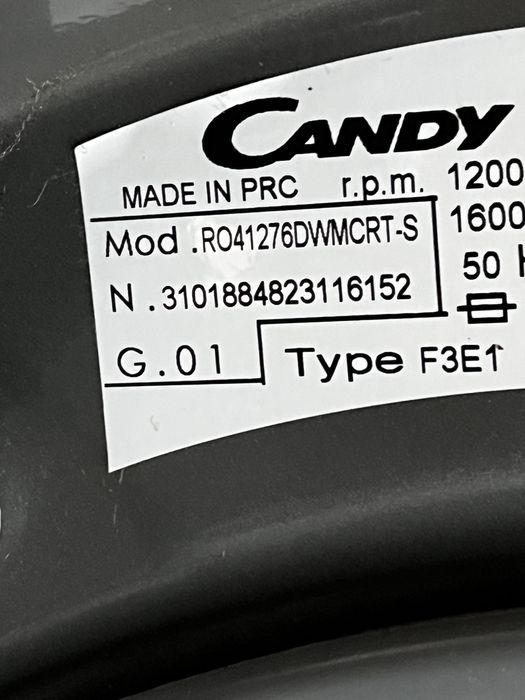 CANDY
MADE IN PRC r.p.m. 1200
Mod .RO41276DWMCRT-S 1600
N .3101884823116152 50
G.01 Type F3E1